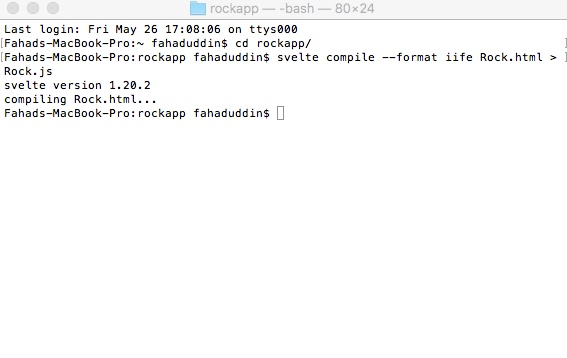 rockapp — -bash — 80×24
Last login: Fri May 26 17:08:06 on ttys000
[Fahads-MacBook-Pro:~ fahaduddin$ cd rockapp/ ]
[Fahads-MacBook-Pro:rockapp fahaduddin$ svelte compile --format iife Rock.html > ]
Rock.js
svelte version 1.20.2
compiling Rock.html...
Fahads-MacBook-Pro:rockapp fahaduddin$